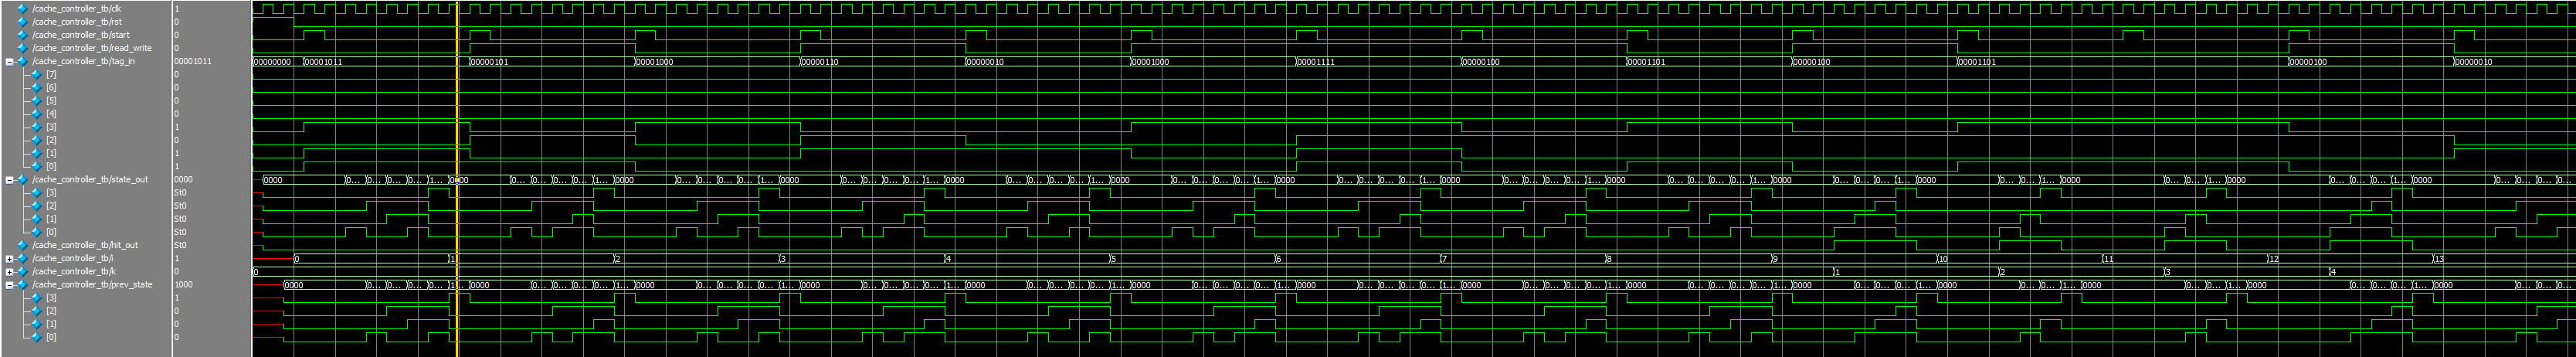 /cache_controller_tb/clk 1
/cache_controller_tb/rst 0
/cache_controller_tb/start 0
/cache_controller_tb/read_write 0
/cache_controller_tb/tag_in 00001011 00000000 00001011 00000101 00001000 00000110 00000010 00001000 00001111 00000100 00001101 00000100 00001101 00000100 00000010
[7] 0
[6] 0
[5] 0
[4] 0
[3] 1
[2] 0
[1] 1
[0] 1
/cache_controller_tb/state_out 0000 0000 0... 0... 0... 0... 1... 0000 0... 0... 0... 0... 1... 0000 0... 0... 0... 0... 1... 0000 0... 0... 0... 0... 1... 0000 0... 0... 0... 0... 1... 0000 0... 0... 0... 0... 1... 0000 0... 0... 0... 0... 1... 0000 0... 0... 0... 0... 1... 0000 0... 0... 0... 0... 1... 0000 0... 0... 0... 1... 0000 0... 0... 1... 0000 0... 0... 1... 0000 0... 0... 0... 1... 0000 0... 0... 0... 0...
[3] St0
[2] St0
[1] St0
[0] St0
/cache_controller_tb/hit_out St0
/cache_controller_tb/i 1 0 1 2 3 4 5 6 7 8 9 10 11 12 13
/cache_controller_tb/k 0 0 1 2 3 4
/cache_controller_tb/prev_state 1000 0000 0... 0... 0... 0... 1... 0000 0... 0... 0... 0... 1... 0000 0... 0... 0... 0... 1... 0000 0... 0... 0... 0... 1... 0000 0... 0... 0... 0... 1... 0000 0... 0... 0... 0... 1... 0000 0... 0... 0... 0... 1... 0000 0... 0... 0... 0... 1... 0000 0... 0... 0... 0... 1... 0000 0... 0... 0... 1... 0000 0... 0... 1... 0000 0... 0... 1... 0000 0... 0... 0... 1... 0000 0... 0... 0...
[3] 1
[2] 0
[1] 0
[0] 0